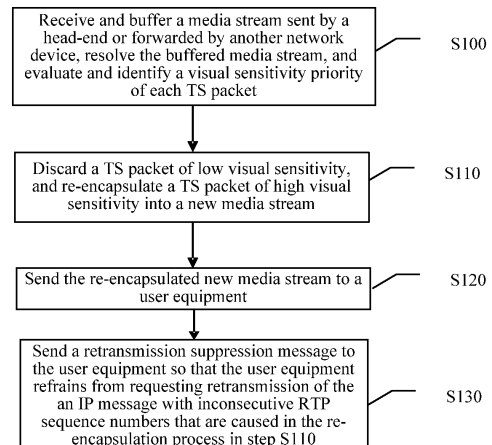 Receive and buffer a media stream sent by a
head-end or forwarded by another network
device, resolve the buffered media stream, and
evaluate and identify a visual sensitivity priority
of each TS packet
S100
Discard a TS packet of low visual sensitivity,
and re-encapsulate a TS packet of high visual
sensitivity into a new media stream
S110
Send the re-encapsulated new media stream to a
user equipment
S120
Send a retransmission suppression message to
the user equipment so that the user equipment
refrains from requesting retransmission of the
an IP message with inconsecutive RTP
sequence numbers that are caused in the re-
encapsulation process in step S110
S130